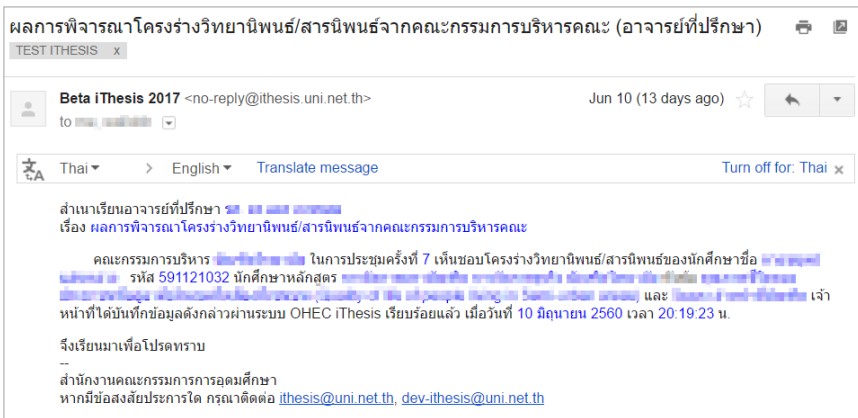 ผลการพิจารณาโครงร่างวิทยานิพนธ์/สารนิพนธ์จากคณะกรรมการบริหารคณะ (อาจารย์ที่ปรึกษา)
TEST ITHESIS x
Beta iThesis 2017 <no-reply@ithesis.uni.net.th> Jun 10 (13 days ago)
to
Thai > English Translate message Turn off for: Thai x
สำเนาเรียนอาจารย์ที่ปรึกษา
เรื่อง ผลการพิจารณาโครงร่างวิทยานิพนธ์/สารนิพนธ์จากคณะกรรมการบริหารคณะ
คณะกรรมการบริหาร ในการประชุมครั้งที่ 7 เห็นชอบโครงร่างวิทยานิพนธ์/สารนิพนธ์ของนักศึกษาชื่อ
รหัส 591121032 นักศึกษาหลักสูตร
และ เจ้า
หน้าที่ได้บันทึกข้อมูลดังกล่าวผ่านระบบ OHEC iThesis เรียบร้อยแล้ว เมื่อวันที่ 10 มิถุนายน 2560 เวลา 20:19:23 น.
จึงเรียนมาเพื่อโปรดทราบ
--
สำนักงานคณะกรรมการการอุดมศึกษา
หากมีข้อสงสัยประการใด กรุณาติดต่อ ithesis@uni.net.th, dev-ithesis@uni.net.th